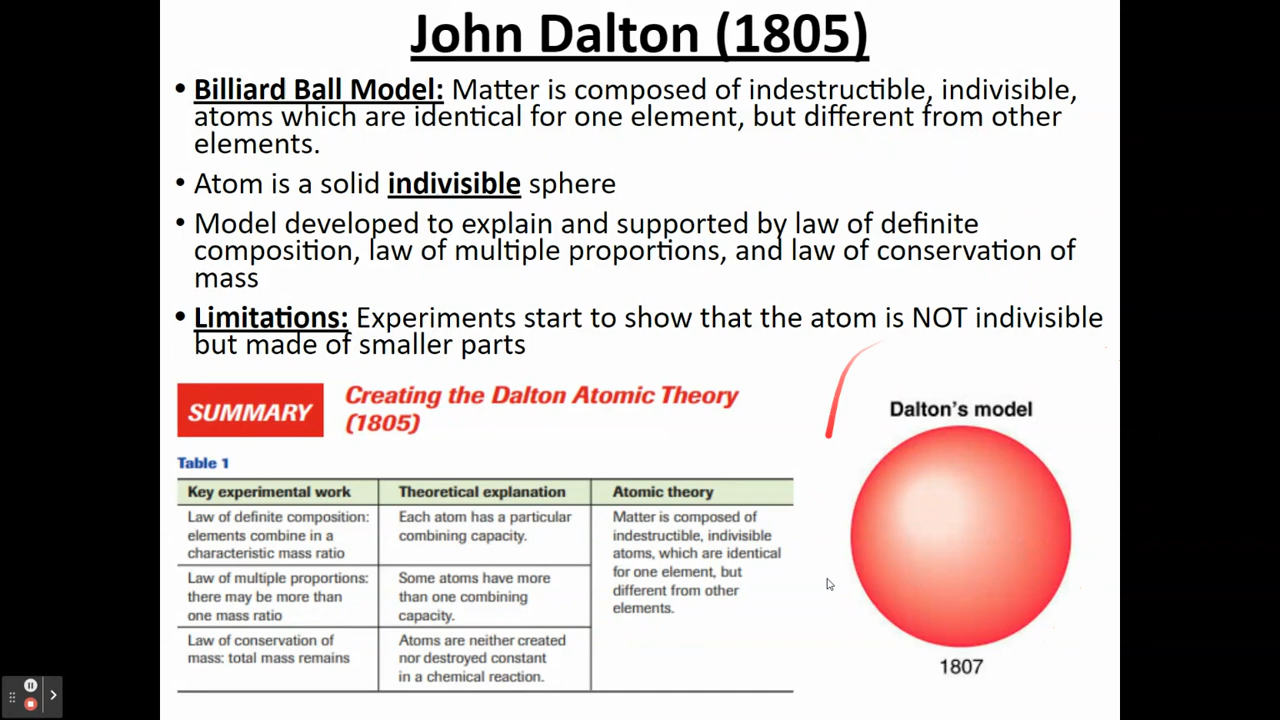 John Dalton (1805)
• Billiard Ball Model: Matter is composed of indestructible, indivisible,
atoms which are identical for one element, but different from other
elements.
• Atom is a solid indivisible sphere
• Model developed to explain and supported by law of definite
composition, law of multiple proportions, and law of conservation of
mass
• Limitations: Experiments start to show that the atom is NOT indivisible
but made of smaller parts
SUMMARY
Creating the Dalton Atomic Theory
(1805)
Table 1
Key experimental work
Theoretical explanation
Atomic theory
Law of definite composition:
elements combine in a
characteristic mass ratio
Each atom has a particular
combining capacity.
Matter is composed of
indestructible, indivisible
atoms, which are identical
for one element, but
different from other
elements.
Law of multiple proportions:
there may be more than
one mass ratio
Some atoms have more
than one combining
capacity.
Law of conservation of
mass: total mass remains
Atoms are neither created
nor destroyed constant
in a chemical reaction.
Dalton's model
1807